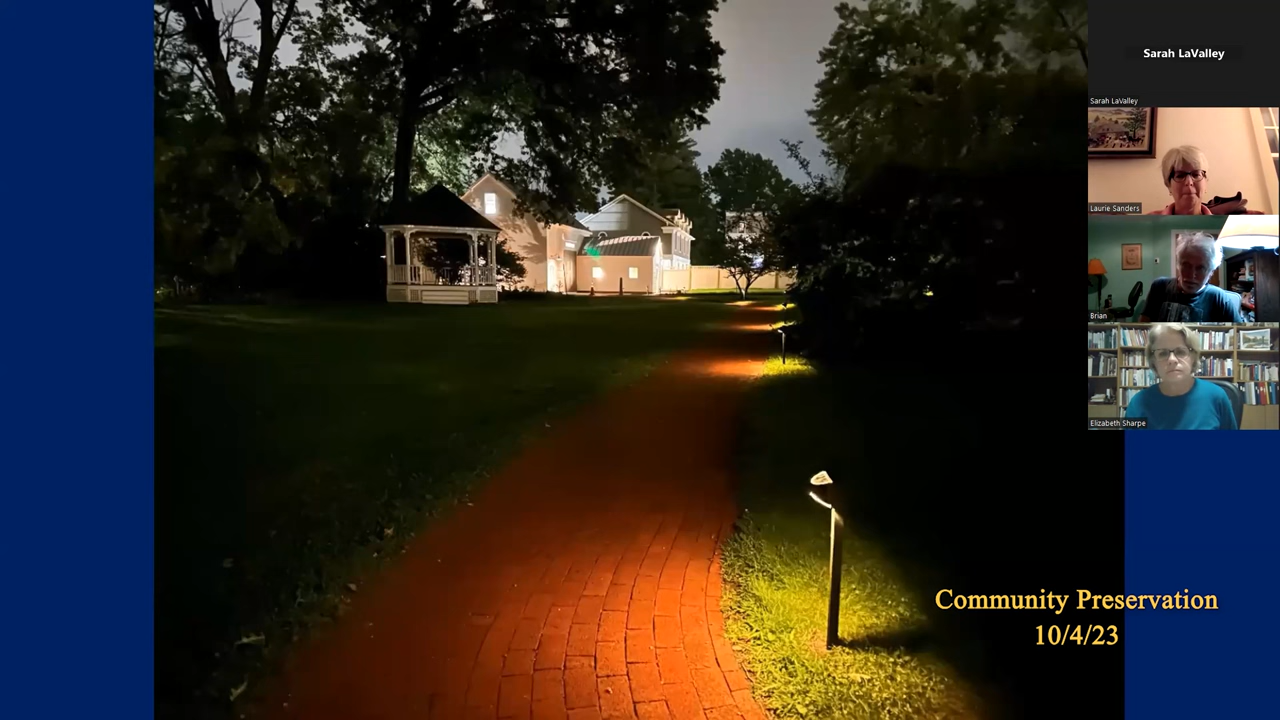 Sarah LaValley
Sarah LaValley
Laurie Sanders
Brian
Elizabeth Sharpe
Community Preservation
10/4/23